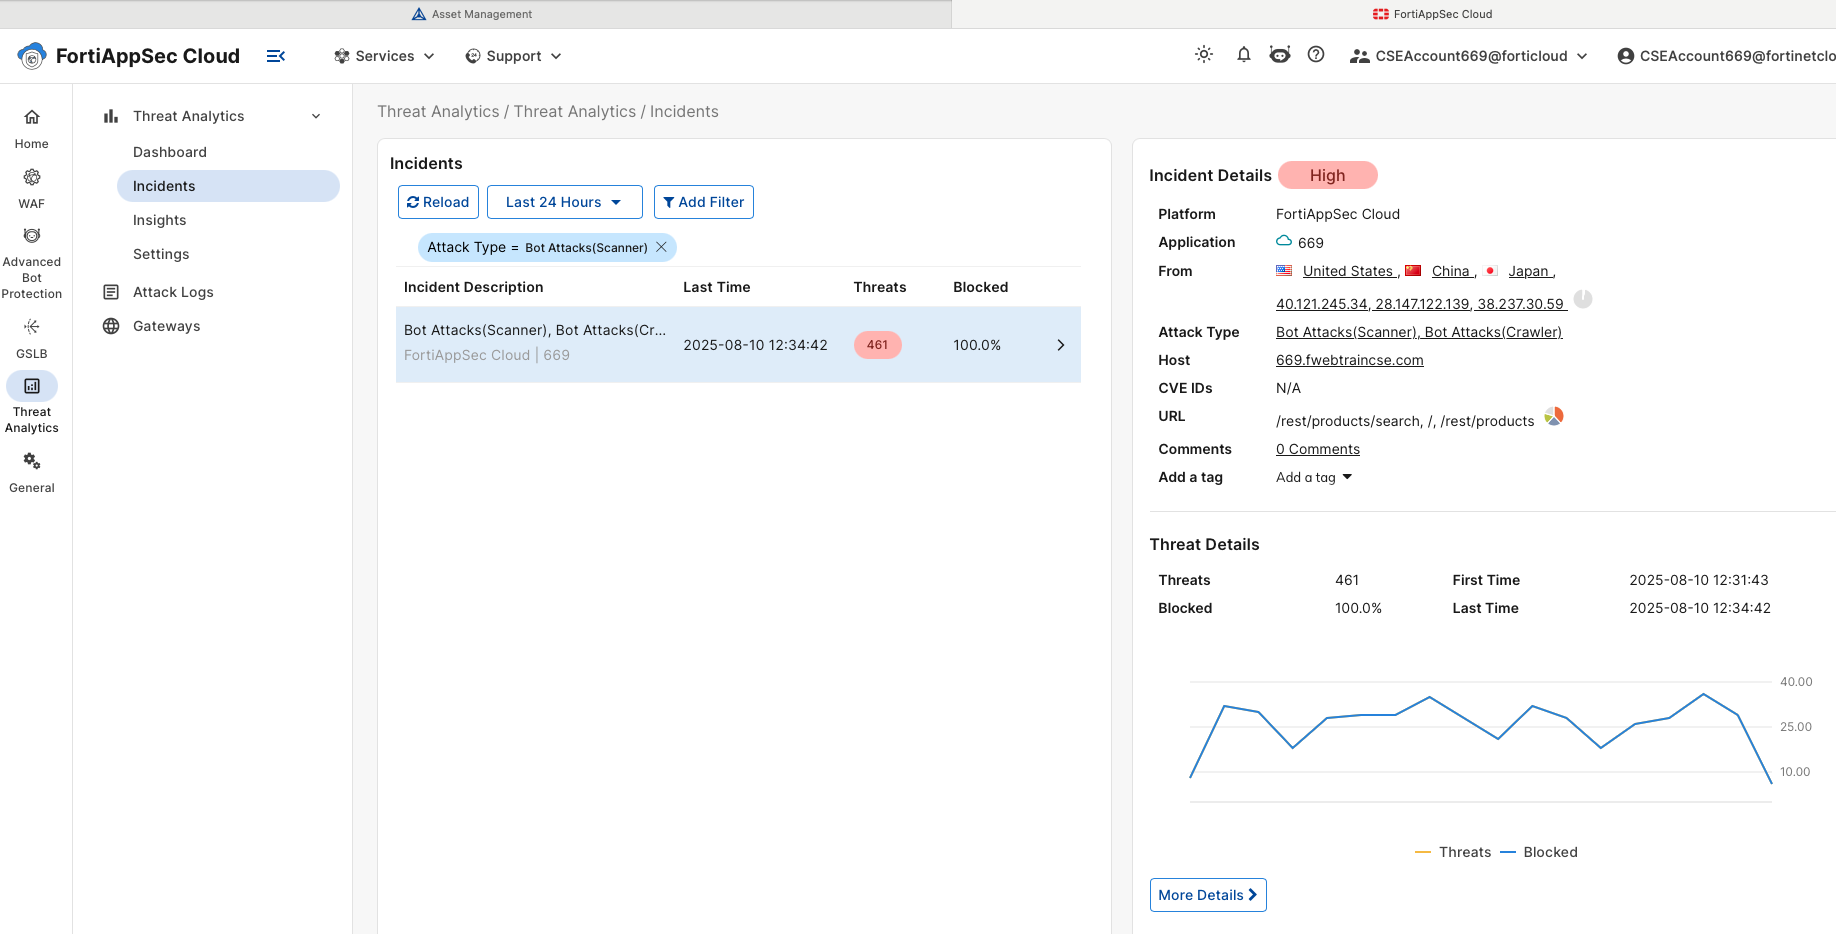 Asset Management
FortiAppSec Cloud
FortiAppSec Cloud
Services
Support
CSEAccount669@forticloud
CSEAccount669@fortinetclo
Home
WAF
Advanced
Bot
Protection
GSLB
Threat
Analytics
General
Threat Analytics
Dashboard
Incidents
Insights
Settings
Attack Logs
Gateways
Threat Analytics / Threat Analytics / Incidents
Incidents
Reload
Last 24 Hours
Add Filter
Attack Type = Bot Attacks(Scanner)
Incident Description Last Time Threats Blocked
Bot Attacks(Scanner), Bot Attacks(Cr...
FortiAppSec Cloud | 669
2025-08-10 12:34:42 461 100.0%
Incident Details High
Platform FortiAppSec Cloud
Application 669
From United States , China , Japan ,
40.121.245.34, 28.147.122.139, 38.237.30.59
Attack Type Bot Attacks(Scanner), Bot Attacks(Crawler)
Host 669.fwebtraincse.com
CVE IDs N/A
URL /rest/products/search, /, /rest/products
Comments 0 Comments
Add a tag Add a tag
Threat Details
Threats 461 First Time 2025-08-10 12:31:43
Blocked 100.0% Last Time 2025-08-10 12:34:42
40.00
25.00
10.00
Threats Blocked
More Details